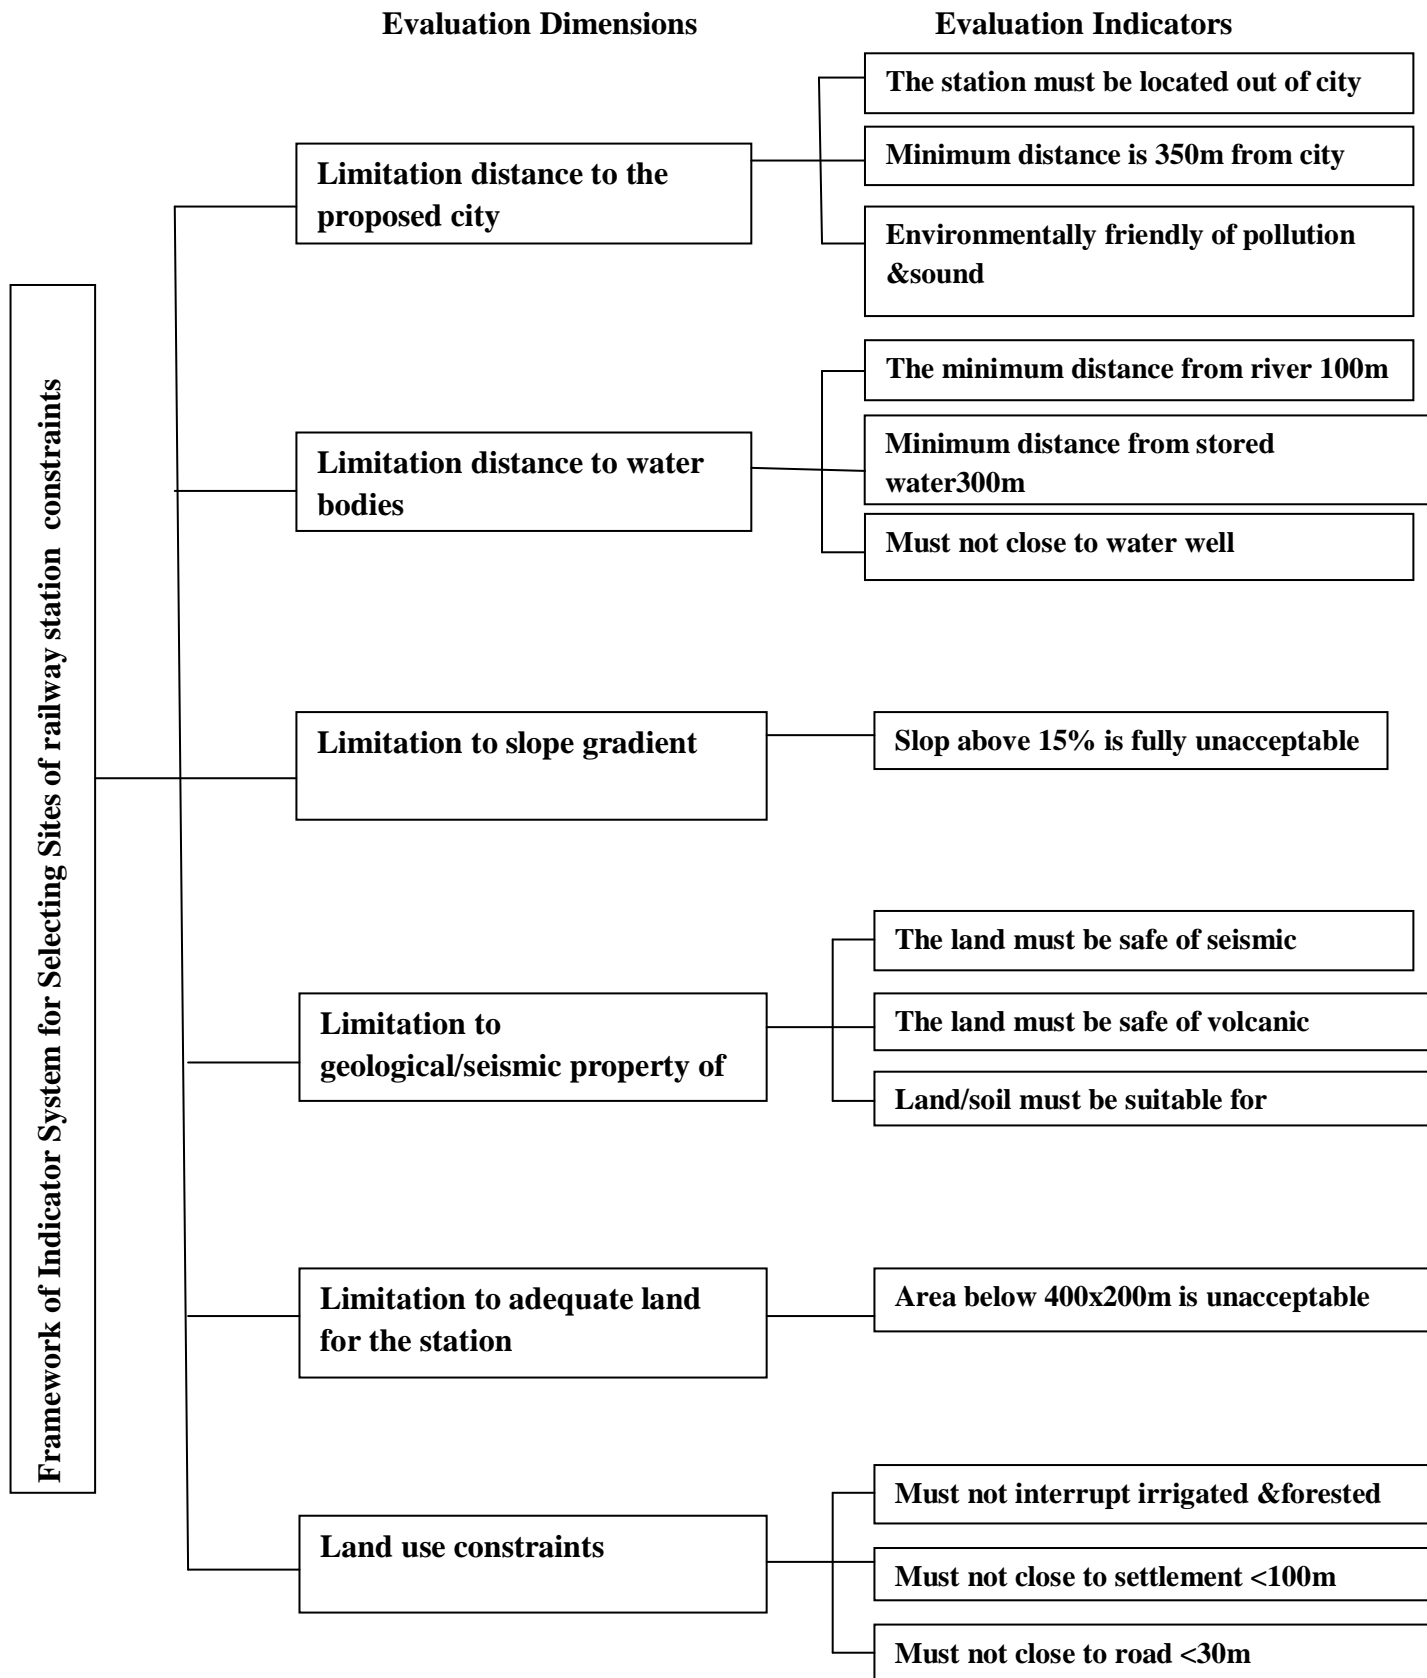 Evaluation Dimensions
Evaluation Indicators
Framework of Indicator System for Selecting Sites of railway station constraints
Limitation distance to the
proposed city
The station must be located out of city
Minimum distance is 350m from city
Environmentally friendly of pollution
&sound
Limitation distance to water
bodies
The minimum distance from river 100m
Minimum distance from stored
water300m
Must not close to water well
Limitation to slope gradient
Slop above 15% is fully unacceptable
Limitation to
geological/seismic property of
The land must be safe of seismic
The land must be safe of volcanic
Land/soil must be suitable for
Limitation to adequate land
for the station
Area below 400x200m is unacceptable
Land use constraints
Must not interrupt irrigated &forested
Must not close to settlement <100m
Must not close to road <30m